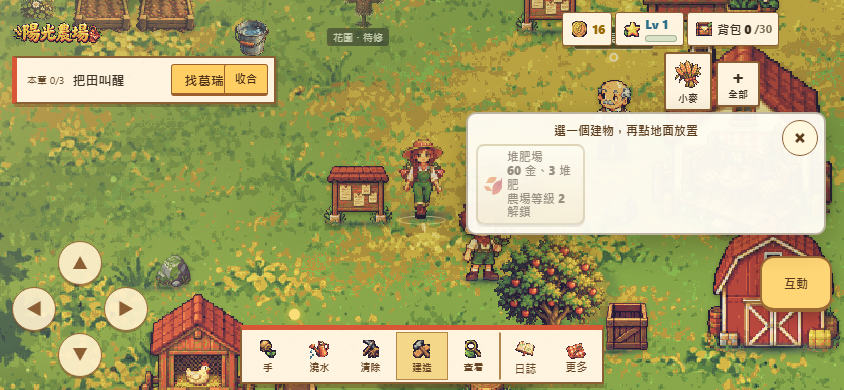 陽光農場
花圃・待修
16
Lv 1
背包 0 /30
本章 0/3 把田叫醒
找葛瑞
收合
小麥
+
全部
選一個建物，再點地面放置
堆肥場
60 金、3 堆
肥
農場等級 2
解鎖
互動
手
澆水
清除
建造
查看
日誌
更多